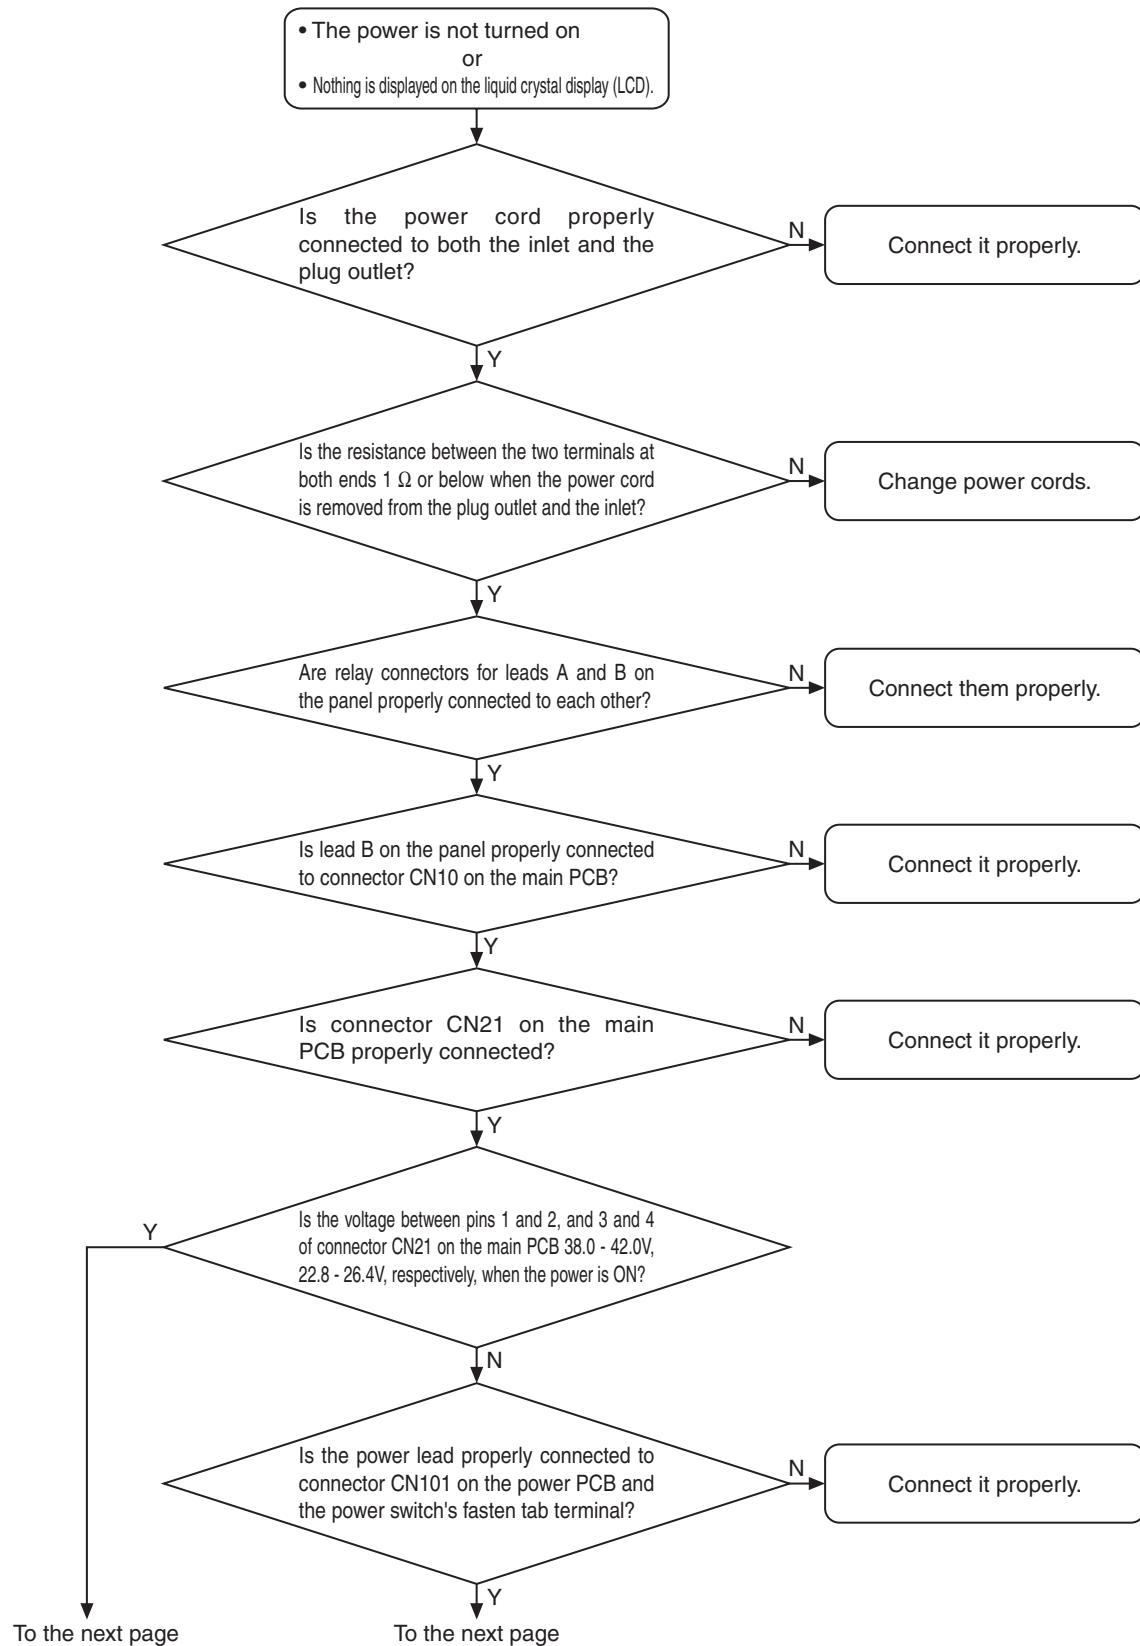 • The power is not turned on
or
• Nothing is displayed on the liquid crystal display (LCD).
Is the power cord properly
connected to both the inlet and the
plug outlet?
N
Connect it properly.
Y
Is the resistance between the two terminals at
both ends 1 Ω or below when the power cord
is removed from the plug outlet and the inlet?
N
Change power cords.
Y
Are relay connectors for leads A and B on
the panel properly connected to each other?
N
Connect them properly.
Y
Is lead B on the panel properly connected
to connector CN10 on the main PCB?
N
Connect it properly.
Y
Is connector CN21 on the main
PCB properly connected?
N
Connect it properly.
Y
Is the voltage between pins 1 and 2, and 3 and 4
of connector CN21 on the main PCB 38.0 - 42.0V,
22.8 - 26.4V, respectively, when the power is ON?
Y
N
Is the power lead properly connected to
connector CN101 on the power PCB and
the power switch's fasten tab terminal?
N
Connect it properly.
Y
To the next page
To the next page